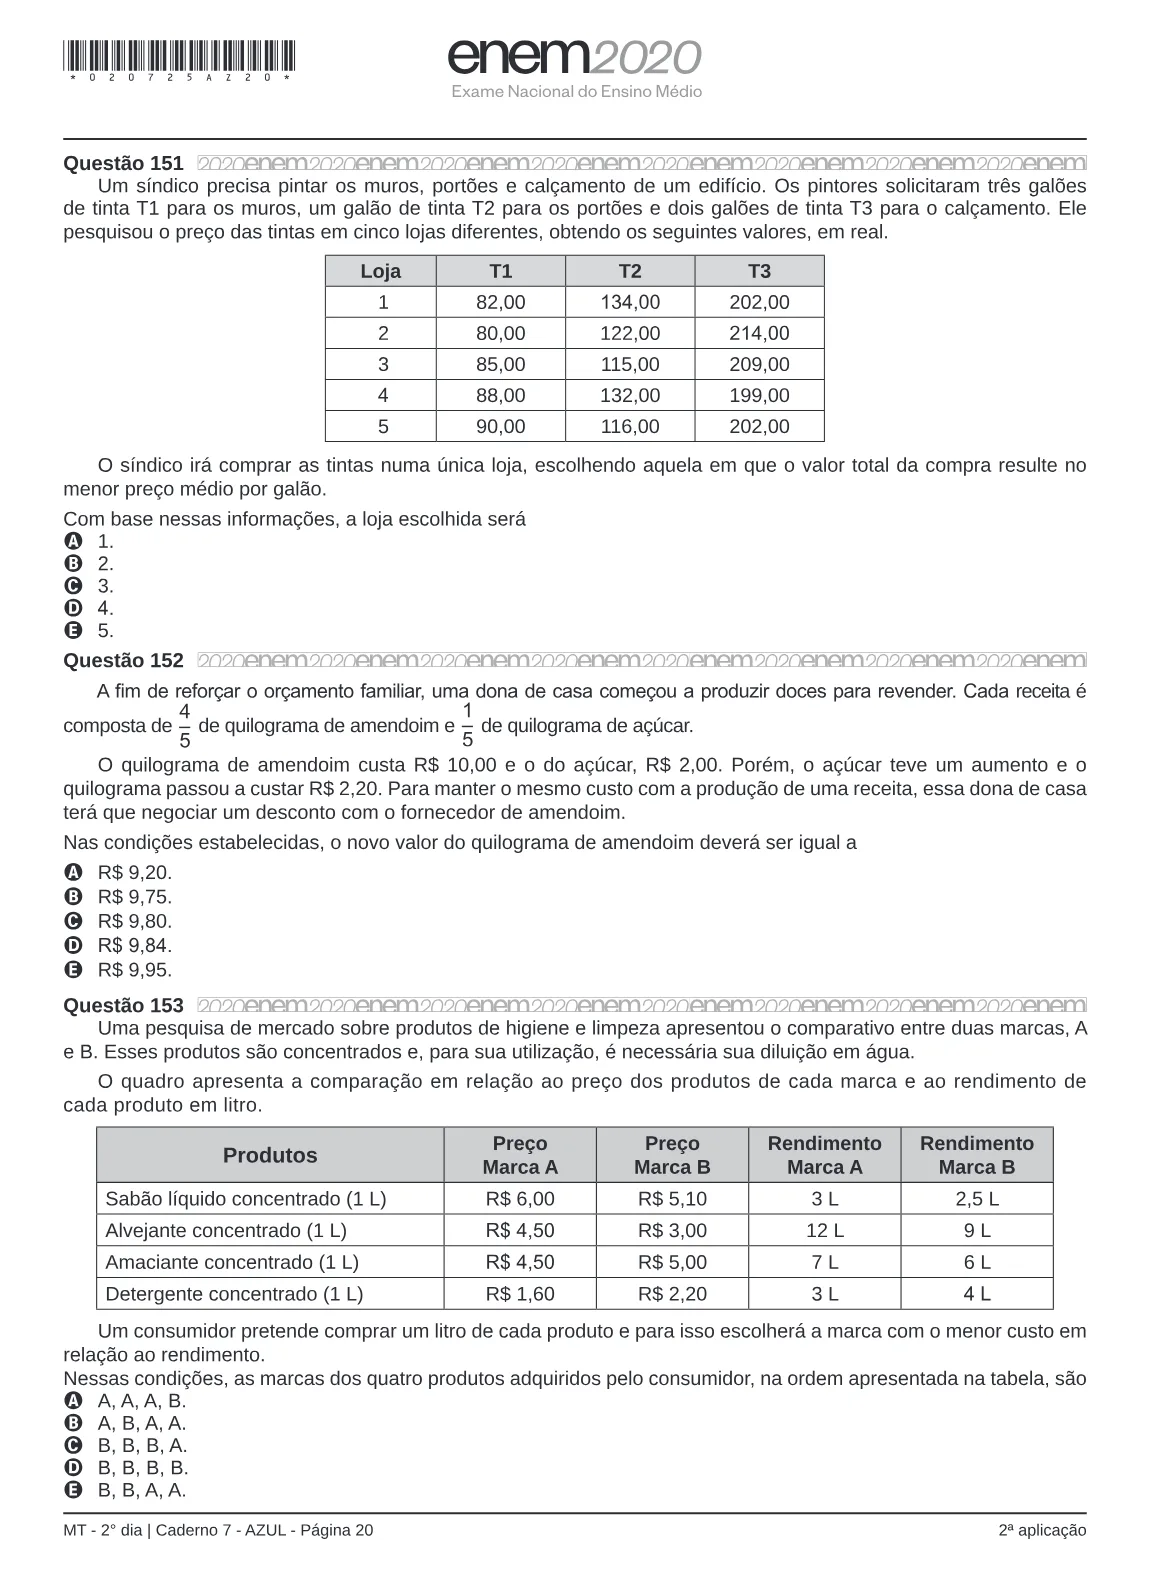 *020725AZ20*
enem2020
Exame Nacional do Ensino Médio
Questão 151 2020enem2020enem2020enem2020enem2020enem2020enem2020enem2020enem
Um síndico precisa pintar os muros, portões e calçamento de um edifício. Os pintores solicitaram três galões
de tinta T1 para os muros, um galão de tinta T2 para os portões e dois galões de tinta T3 para o calçamento. Ele
pesquisou o preço das tintas em cinco lojas diferentes, obtendo os seguintes valores, em real.
Loja T1 T2 T3
1 82,00 134,00 202,00
2 80,00 122,00 214,00
3 85,00 115,00 209,00
4 88,00 132,00 199,00
5 90,00 116,00 202,00
O síndico irá comprar as tintas numa única loja, escolhendo aquela em que o valor total da compra resulte no
menor preço médio por galão.
Com base nessas informações, a loja escolhida será
A 1.
B 2.
C 3.
D 4.
E 5.
Questão 152 2020enem2020enem2020enem2020enem2020enem2020enem2020enem2020enem
A fim de reforçar o orçamento familiar, uma dona de casa começou a produzir doces para revender. Cada receita é
composta de 4/5 de quilograma de amendoim e 1/5 de quilograma de açúcar.
O quilograma de amendoim custa R$ 10,00 e o do açúcar, R$ 2,00. Porém, o açúcar teve um aumento e o
quilograma passou a custar R$ 2,20. Para manter o mesmo custo com a produção de uma receita, essa dona de casa
terá que negociar um desconto com o fornecedor de amendoim.
Nas condições estabelecidas, o novo valor do quilograma de amendoim deverá ser igual a
A R$ 9,20.
B R$ 9,75.
C R$ 9,80.
D R$ 9,84.
E R$ 9,95.
Questão 153 2020enem2020enem2020enem2020enem2020enem2020enem2020enem2020enem
Uma pesquisa de mercado sobre produtos de higiene e limpeza apresentou o comparativo entre duas marcas, A
e B. Esses produtos são concentrados e, para sua utilização, é necessária sua diluição em água.
O quadro apresenta a comparação em relação ao preço dos produtos de cada marca e ao rendimento de
cada produto em litro.
Produtos Preço Marca A Preço Marca B Rendimento Marca A Rendimento Marca B
Sabão líquido concentrado (1 L) R$ 6,00 R$ 5,10 3 L 2,5 L
Alvejante concentrado (1 L) R$ 4,50 R$ 3,00 12 L 9 L
Amaciante concentrado (1 L) R$ 4,50 R$ 5,00 7 L 6 L
Detergente concentrado (1 L) R$ 1,60 R$ 2,20 3 L 4 L
Um consumidor pretende comprar um litro de cada produto e para isso escolherá a marca com o menor custo em
relação ao rendimento.
Nessas condições, as marcas dos quatro produtos adquiridos pelo consumidor, na ordem apresentada na tabela, são
A A, A, A, B.
B A, B, A, A.
C B, B, B, A.
D B, B, B, B.
E B, B, A, A.
MT - 2° dia | Caderno 7 - AZUL - Página 20 2ª aplicação